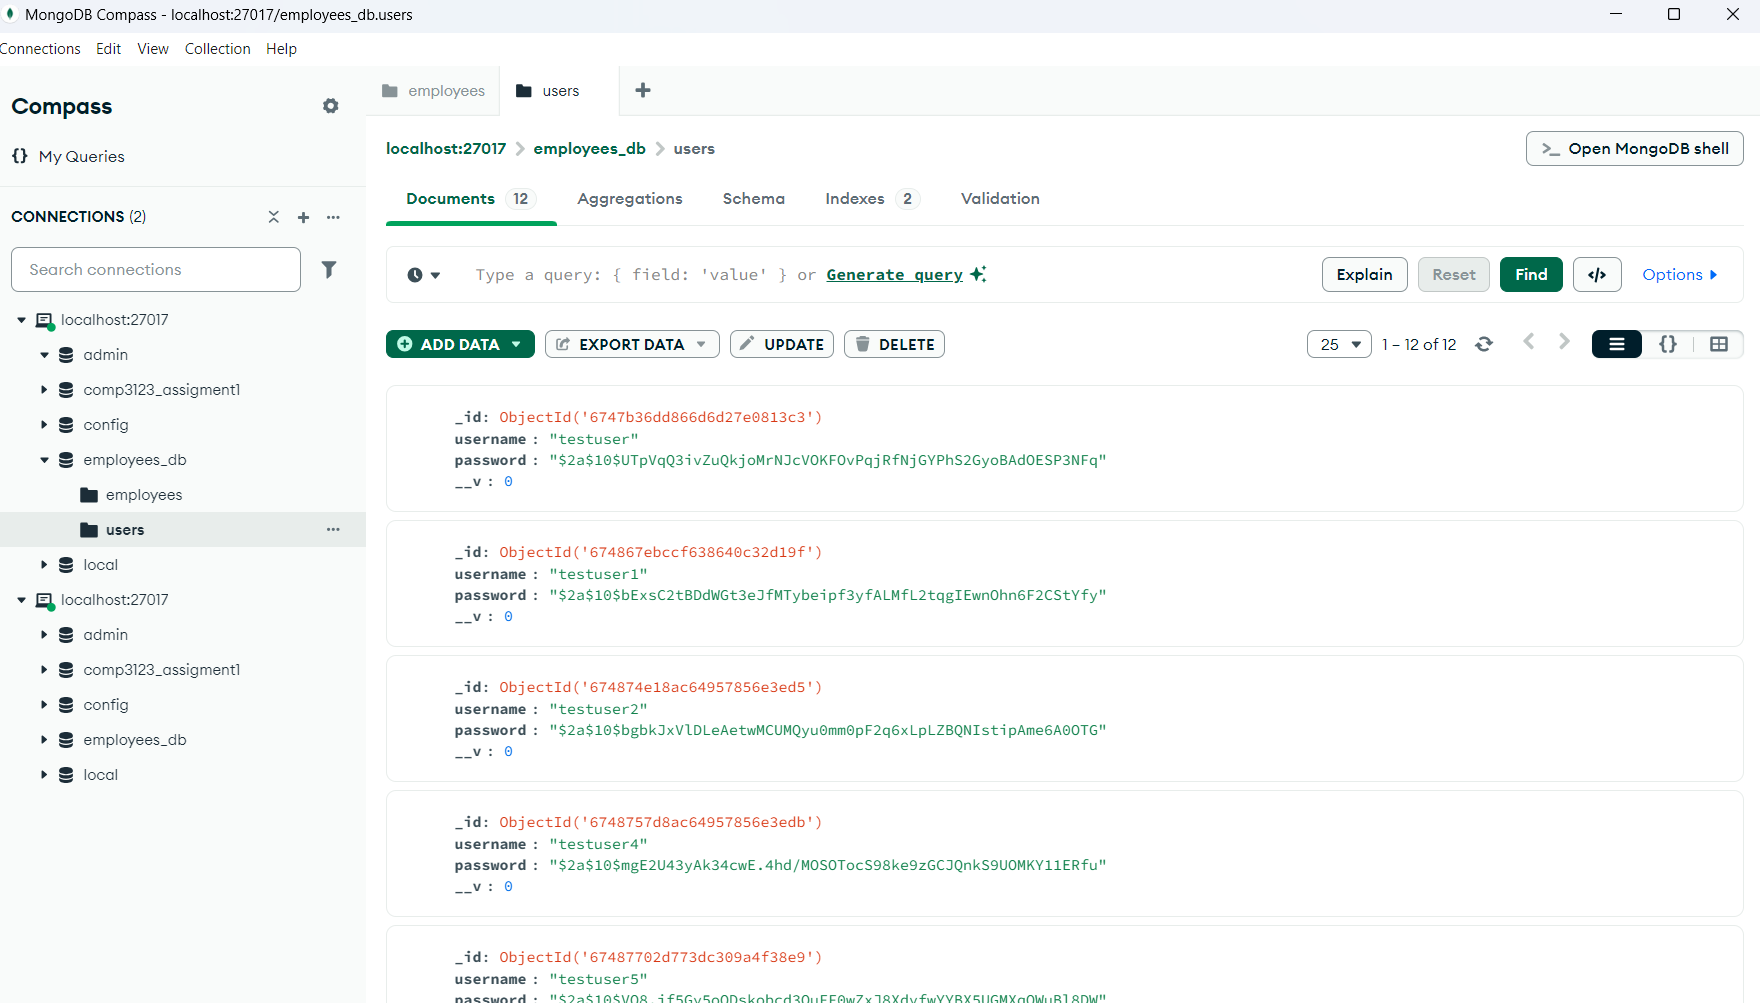 MongoDB Compass - localhost:27017/employees_db.users
Connections Edit View Collection Help
Compass
{} My Queries
CONNECTIONS (2)
Search connections
localhost:27017
admin
comp3123_assigment1
config
employees_db
employees
users
local
localhost:27017
admin
comp3123_assigment1
config
employees_db
local
employees users
localhost:27017 > employees_db > users
>_ Open MongoDB shell
Documents 12 Aggregations Schema Indexes 2 Validation
Type a query: { field: 'value' } or Generate query
Explain Reset Find </> Options
ADD DATA EXPORT DATA UPDATE DELETE
25 1 – 12 of 12 {}
_id: ObjectId('6747b36dd866d6d27e0813c3')
username : "testuser"
password : "$2a$10$UTpVqQ3ivZuQkjoMrNJcVOKFOvPqjRfNjGYPhS2GyoBAdOESP3NFq"
__v : 0
_id: ObjectId('674867ebccf638640c32d19f')
username : "testuser1"
password : "$2a$10$bExsC2tBDdWGt3eJfMTybeipf3yfALMfL2tqgIEwnOhn6F2CStYfy"
__v : 0
_id: ObjectId('674874e18ac64957856e3ed5')
username : "testuser2"
password : "$2a$10$bgbkJxVlDLeAetwMCUMQyu0mm0pF2q6xLpLZBQNIstipAme6A0OTG"
__v : 0
_id: ObjectId('6748757d8ac64957856e3edb')
username : "testuser4"
password : "$2a$10$mgE2U43yAk34cwE.4hd/MOSOTocS98ke9zGCJQnkS9UOMKY11ERfu"
__v : 0
_id: ObjectId('67487702d773dc309a4f38e9')
username : "testuser5"
password :